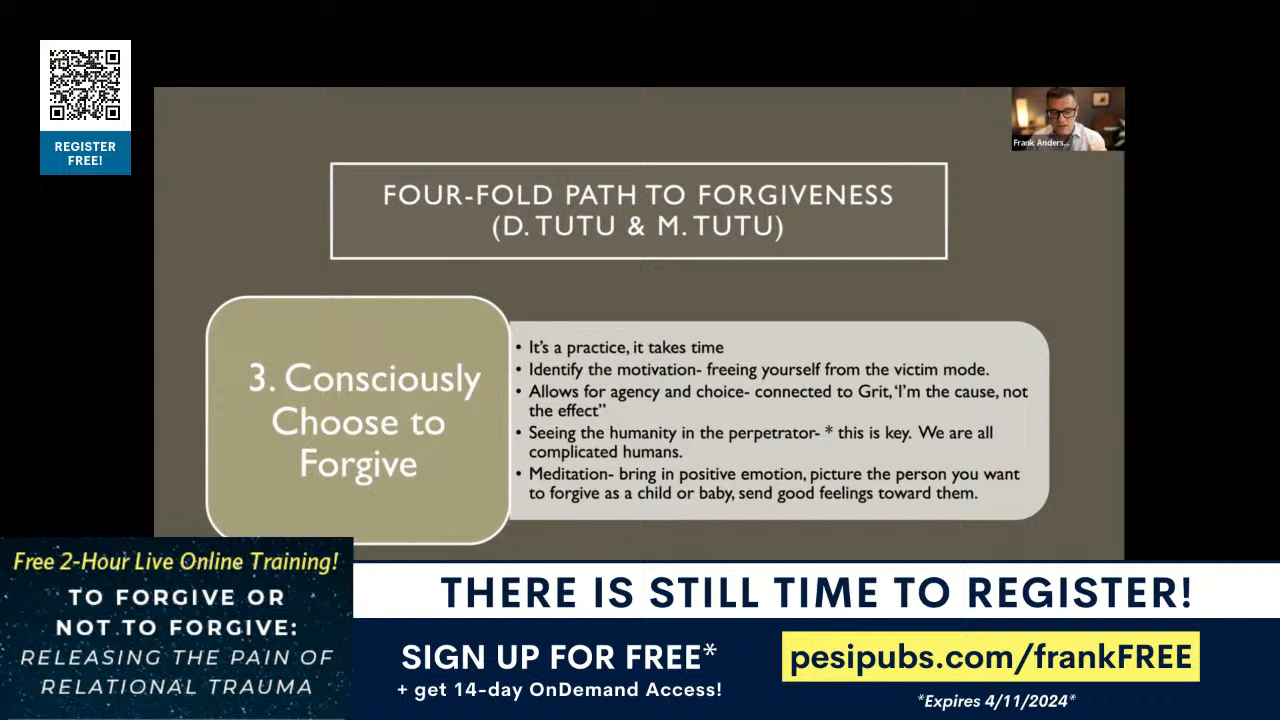 REGISTER
FREE!
Frank Anders...
FOUR-FOLD PATH TO FORGIVENESS
(D. TUTU & M. TUTU)
3. Consciously
Choose to
Forgive
• It's a practice, it takes time
• Identify the motivation- freeing yourself from the victim mode.
• Allows for agency and choice- connected to Grit, 'I'm the cause, not
the effect"
• Seeing the humanity in the perpetrator- * this is key. We are all
complicated humans.
• Meditation- bring in positive emotion, picture the person you want
to forgive as a child or baby, send good feelings toward them.
Free 2-Hour Live Online Training!
TO FORGIVE OR
NOT TO FORGIVE:
RELEASING THE PAIN OF
RELATIONAL TRAUMA
THERE IS STILL TIME TO REGISTER!
SIGN UP FOR FREE*
+ get 14-day OnDemand Access!
pesipubs.com/frankFREE
*Expires 4/11/2024*